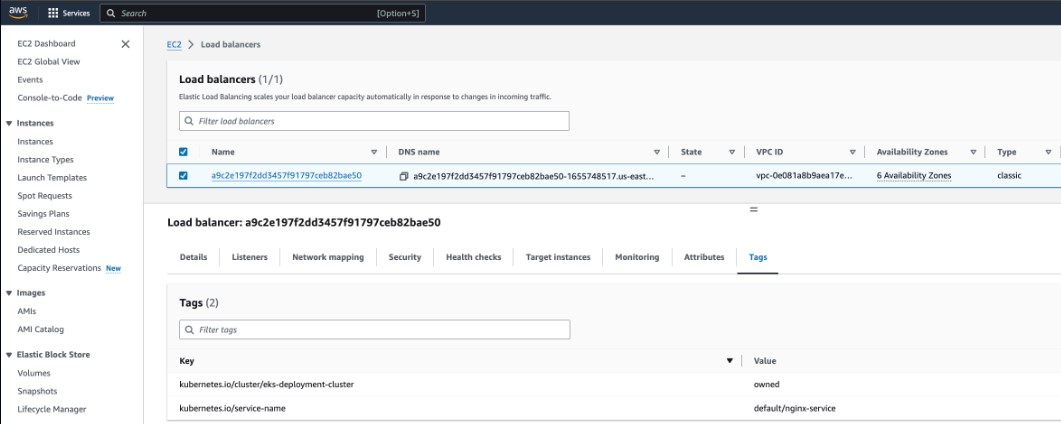 aws Services Search [Option+S]
EC2 Dashboard
EC2 Global View
Events
Console-to-Code Preview
Instances
Instances
Instance Types
Launch Templates
Spot Requests
Savings Plans
Reserved Instances
Dedicated Hosts
Capacity Reservations New
Images
AMIs
AMI Catalog
Elastic Block Store
Volumes
Snapshots
Lifecycle Manager
EC2 > Load balancers
Load balancers (1/1)
Elastic Load Balancing scales your load balancer capacity automatically in response to changes in incoming traffic.
Filter load balancers
Name DNS name State VPC ID Availability Zones Type
a9c2e197f2dd3457f91797ceb82bae50 a9c2e197f2dd3457f91797ceb82bae50-1655748517.us-east... – vpc-0e081a8b9aea17e... 6 Availability Zones classic
Load balancer: a9c2e197f2dd3457f91797ceb82bae50
Details Listeners Network mapping Security Health checks Target instances Monitoring Attributes Tags
Tags (2)
Filter tags
Key Value
kubernetes.io/cluster/eks-deployment-cluster owned
kubernetes.io/service-name default/nginx-service